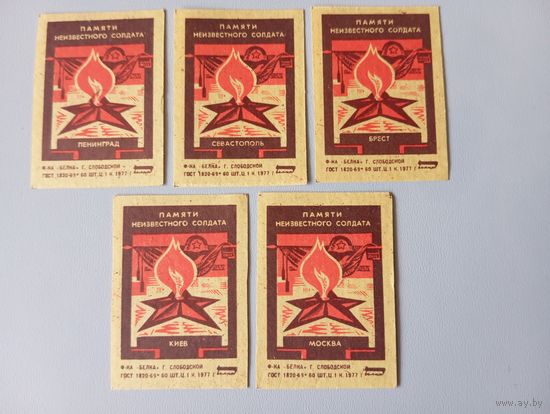 ПАМЯТИ
НЕИЗВЕСТНОГО СОЛДАТА
ЛЕНИНГРАД
Ф-КА «БЕЛКА» Г. СЛОБОДСКОЙ
ГОСТ 1820-69* 60 ШТ. Ц. 1 К. 1977 Г.
ПАМЯТИ
НЕИЗВЕСТНОГО СОЛДАТА
СЕВАСТОПОЛЬ
Ф-КА «БЕЛКА» Г. СЛОБОДСКОЙ
ГОСТ 1820-69* 60 ШТ. Ц. 1 К. 1977 Г.
ПАМЯТИ
НЕИЗВЕСТНОГО СОЛДАТА
БРЕСТ
Ф-КА «БЕЛКА» Г. СЛОБОДСКОЙ
ГОСТ 1820-69* 60 ШТ. Ц. 1 К. 1977 Г.
ПАМЯТИ
НЕИЗВЕСТНОГО СОЛДАТА
КИЕВ
Ф-КА «БЕЛКА» Г. СЛОБОДСКОЙ
ГОСТ 1820-69* 60 ШТ. Ц. 1 К. 1977 Г.
ПАМЯТИ
НЕИЗВЕСТНОГО СОЛДАТА
МОСКВА
Ф-КА «БЕЛКА» Г. СЛОБОДСКОЙ
ГОСТ 1820-69* 60 ШТ. Ц. 1 К. 1977 Г.
www.ay.by